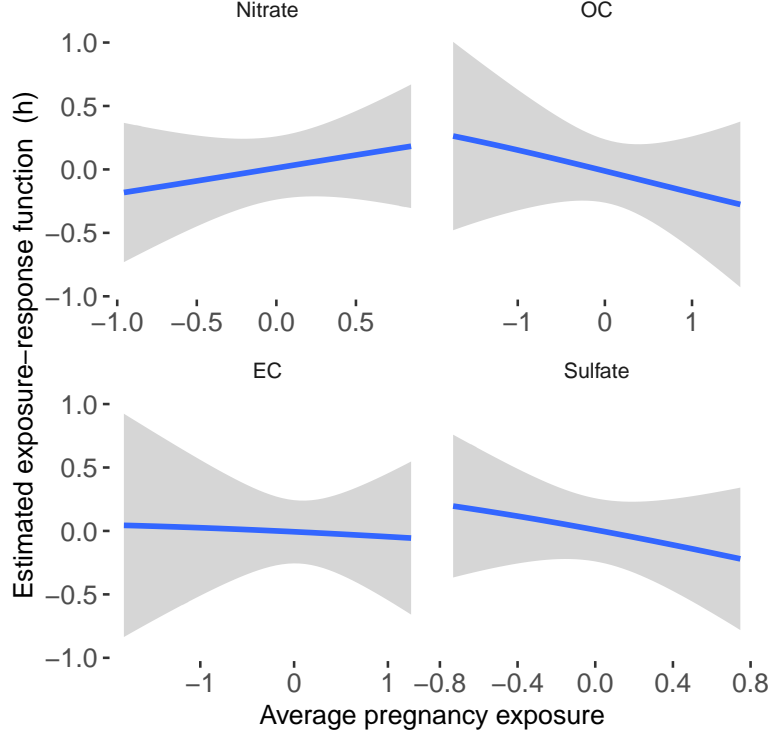 Nitrate
OC
1.0
0.5
0.0
−0.5
−1.0
−1.0 −0.5 0.0 0.5
−1 0 1
EC
Sulfate
1.0
0.5
0.0
−0.5
−1.0
−1 0 1
−0.8 −0.4 0.0 0.4 0.8
Average pregnancy exposure
Estimated exposure−response function (h)